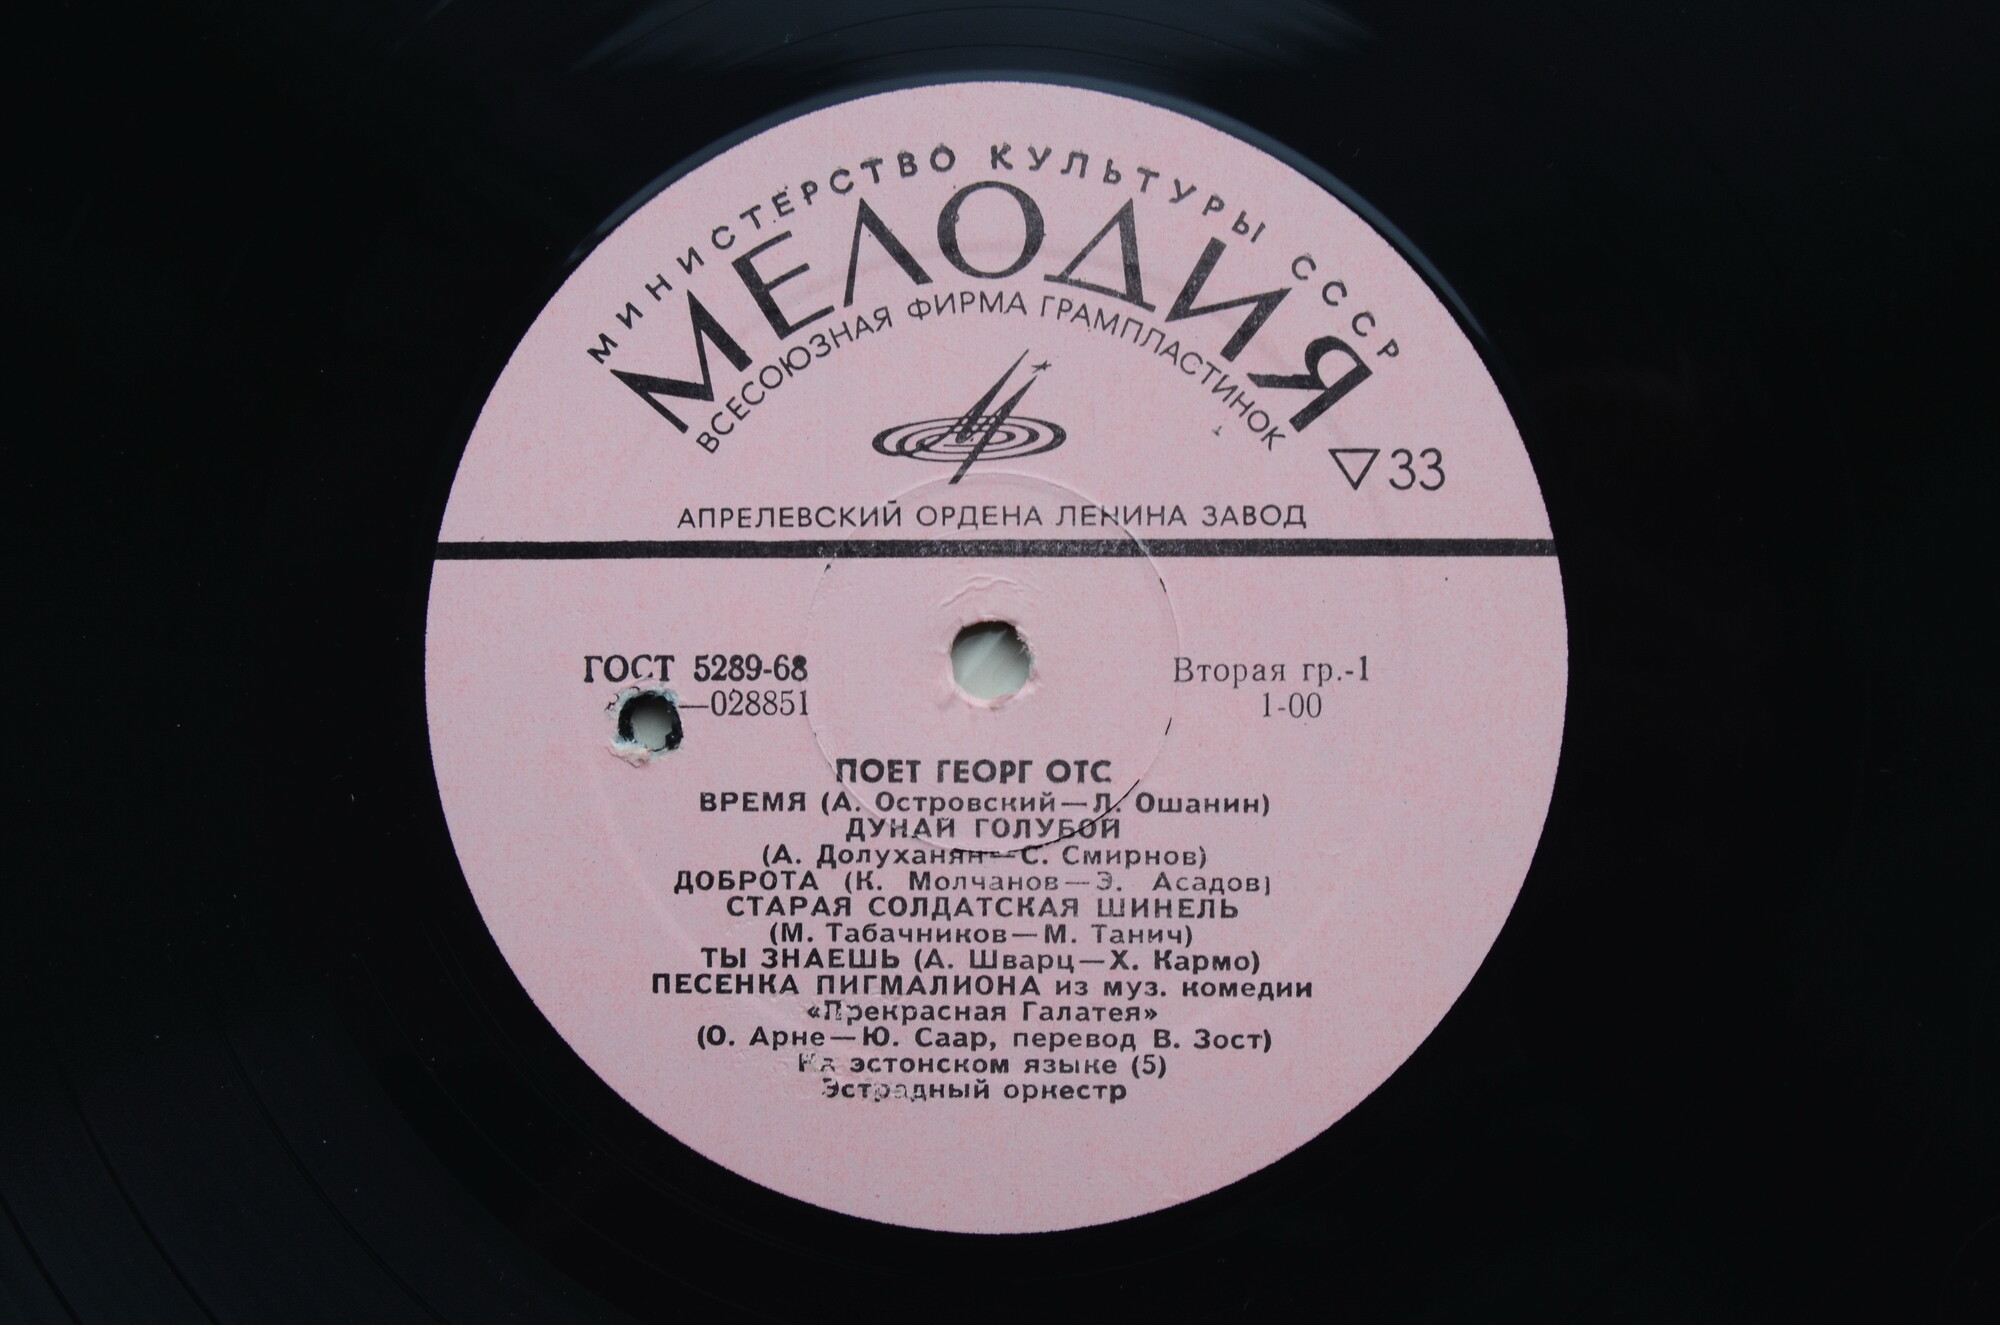 МИНИСТЕРСТВО КУЛЬТУРЫ СССР
МЕЛОДИЯ
ВСЕСОЮЗНАЯ ФИРМА ГРАМПЛАСТИНОК
▽33
АПРЕЛЕВСКИЙ ОРДЕНА ЛЕНИНА ЗАВОД
ГОСТ 5289-68
—028851
Вторая гр.-1
1-00
ПОЕТ ГЕОРГ ОТС
ВРЕМЯ (А. Островский—Л. Ошанин)
ДУНАЙ ГОЛУБОЙ
(А. Долуханян—С. Смирнов)
ДОБРОТА (К. Молчанов—Э. Асадов)
СТАРАЯ СОЛДАТСКАЯ ШИНЕЛЬ
(М. Табачников—М. Танич)
ТЫ ЗНАЕШЬ (А. Шварц—Х. Кармо)
ПЕСЕНКА ПИГМАЛИОНА из муз. комедии
«Прекрасная Галатея»
(О. Арне—Ю. Саар, перевод В. Зост)
На эстонском языке (5)
Эстрадный оркестр